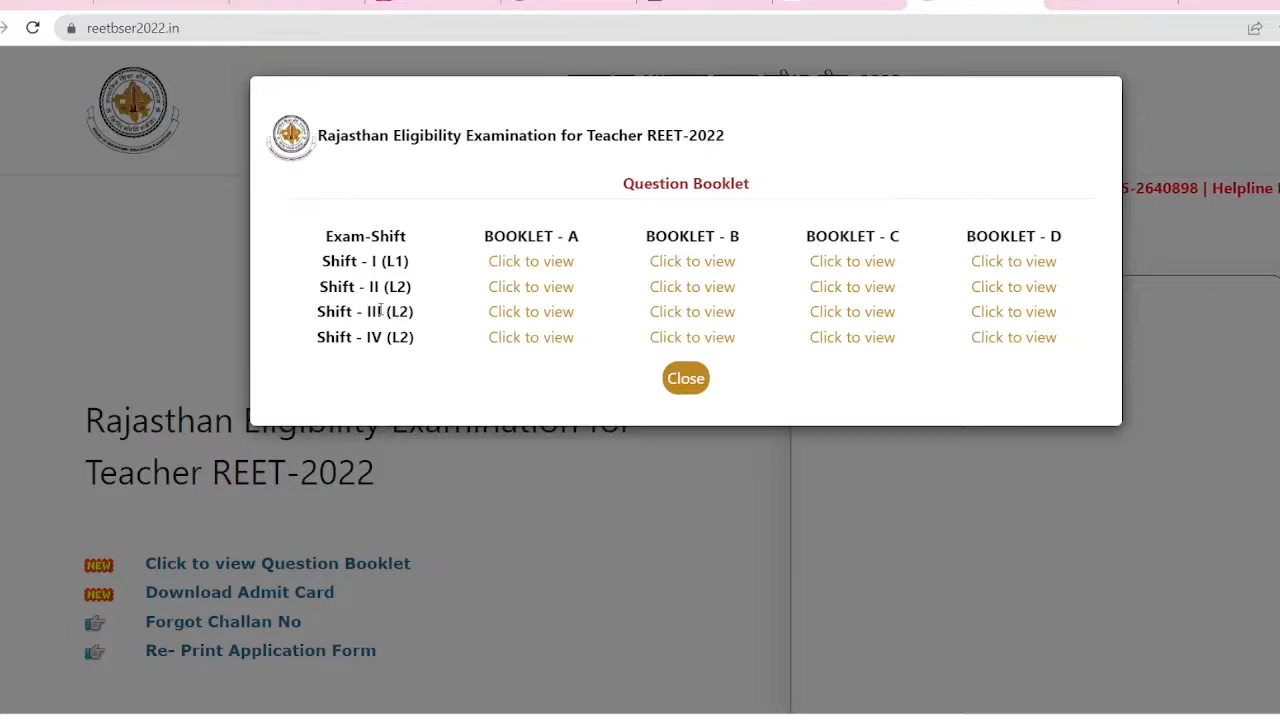 reetbser2022.in
Rajasthan Eligibility Examination for Teacher REET-2022
Question Booklet
5-2640898 | Helpline
Exam-Shift BOOKLET - A BOOKLET - B BOOKLET - C BOOKLET - D
Shift - I (L1) Click to view Click to view Click to view Click to view
Shift - II (L2) Click to view Click to view Click to view Click to view
Shift - III (L2) Click to view Click to view Click to view Click to view
Shift - IV (L2) Click to view Click to view Click to view Click to view
Close
Rajasthan Eligibility Examination for
Teacher REET-2022
NEW Click to view Question Booklet
NEW Download Admit Card
Forgot Challan No
Re- Print Application Form